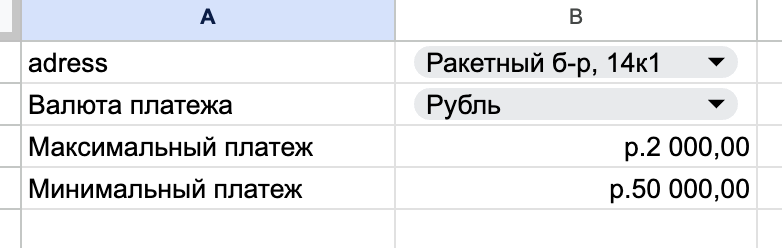 A B
adress Ракетный б-р, 14к1
Валюта платежа Рубль
Максимальный платеж р.2 000,00
Минимальный платеж р.50 000,00